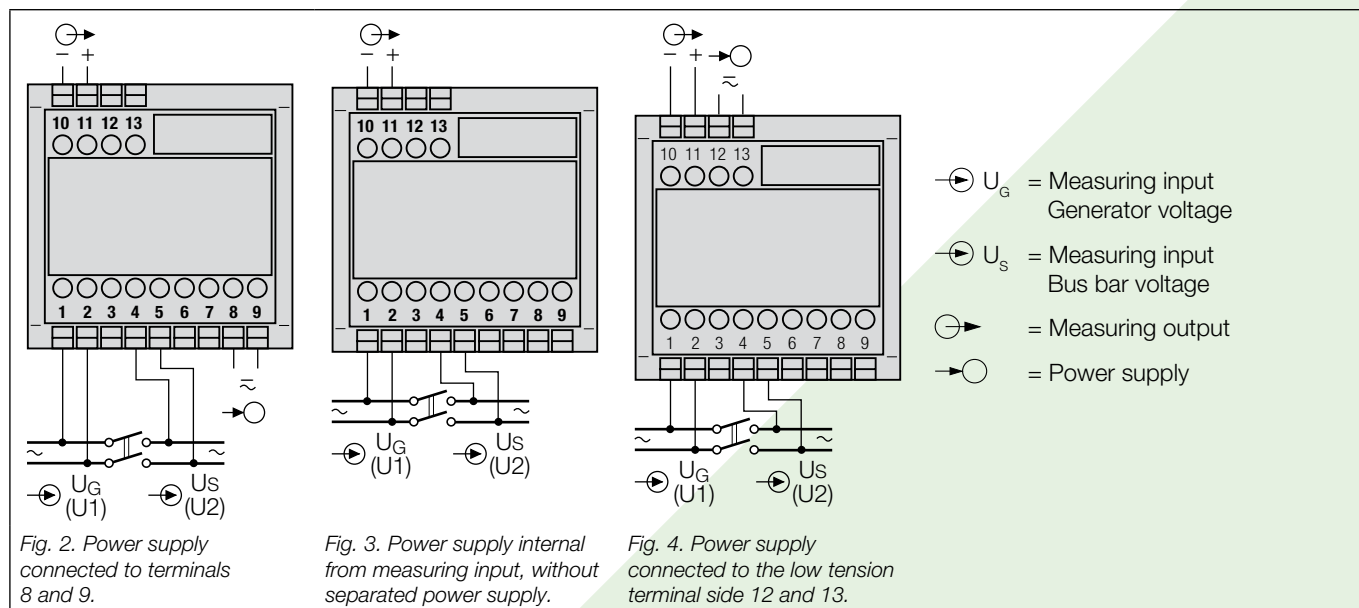 − +
10 11 12 13
1 2 3 4 5 6 7 8 9
~ ~
UG
(U1)
US
(U2)
Fig. 2. Power supply
connected to terminals
8 and 9.
− +
10 11 12 13
1 2 3 4 5 6 7 8 9
~ ~
UG
(U1)
US
(U2)
Fig. 3. Power supply internal
from measuring input, without
separated power supply.
− +
10 11 12 13
1 2 3 4 5 6 7 8 9
~ ~
UG
(U1)
US
(U2)
Fig. 4. Power supply
connected to the low tension
terminal side 12 and 13.
UG = Measuring input
Generator voltage
US = Measuring input
Bus bar voltage
= Measuring output
= Power supply